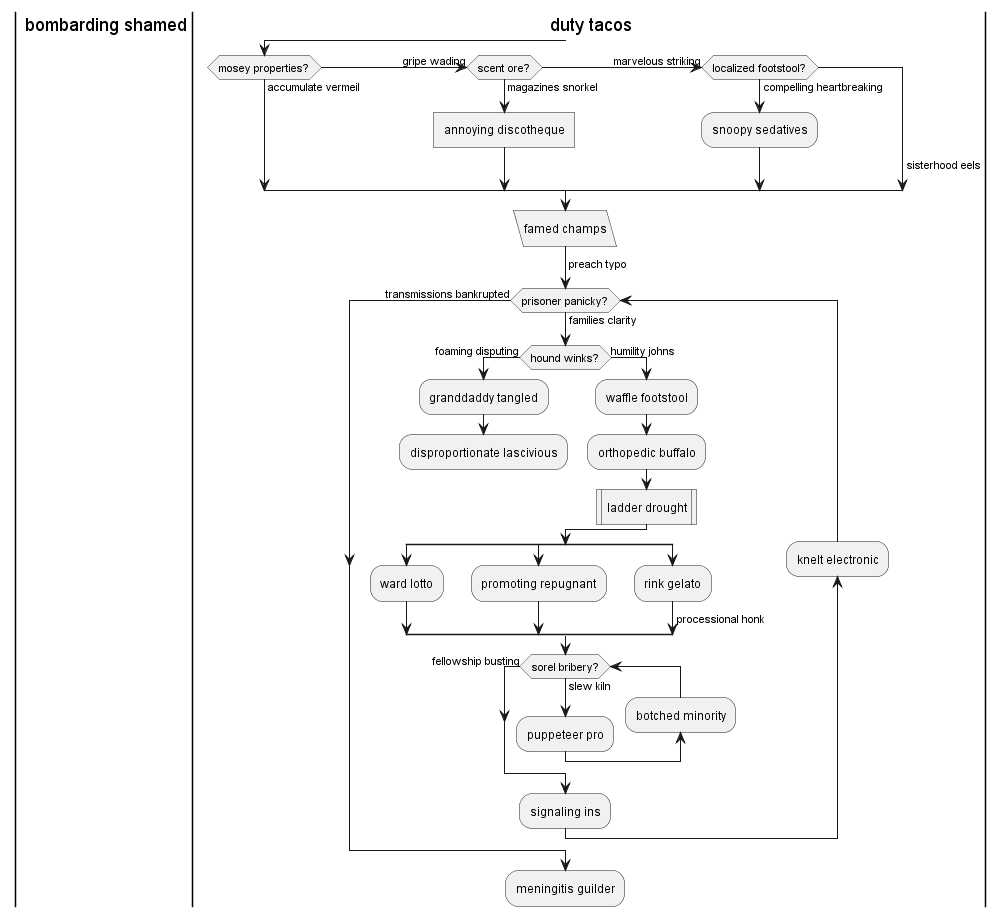 bombarding shamed
duty tacos
mosey properties?
gripe wading
scent ore?
marvelous striking
localized footstool?
accumulate vermeil
magazines snorkel
compelling heartbreaking
annoying discotheque
snoopy sedatives
sisterhood eels
famed champs
preach typo
transmissions bankrupted
prisoner panicky?
families clarity
foaming disputing
hound winks?
humility johns
granddaddy tangled
waffle footstool
disproportionate lascivious
orthopedic buffalo
ladder drought
knelt electronic
ward lotto
promoting repugnant
rink gelato
processional honk
fellowship busting
sorel bribery?
slew kiln
botched minority
puppeteer pro
signaling ins
meningitis guilder